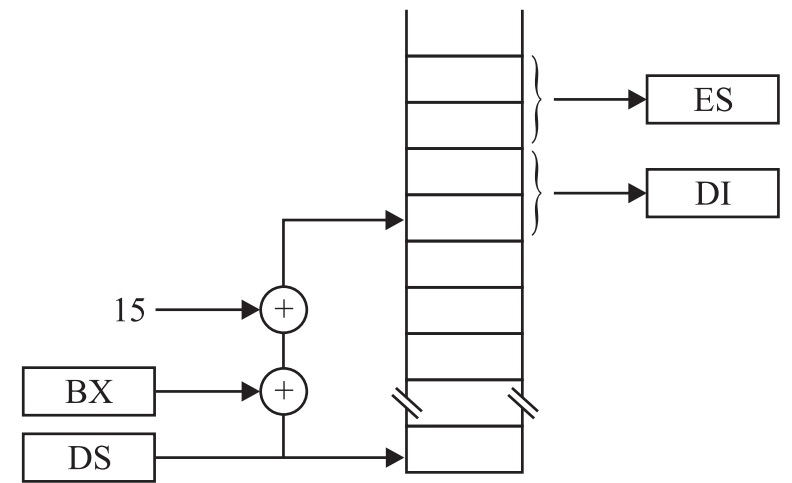 ES
DI
15
+
BX
+
DS